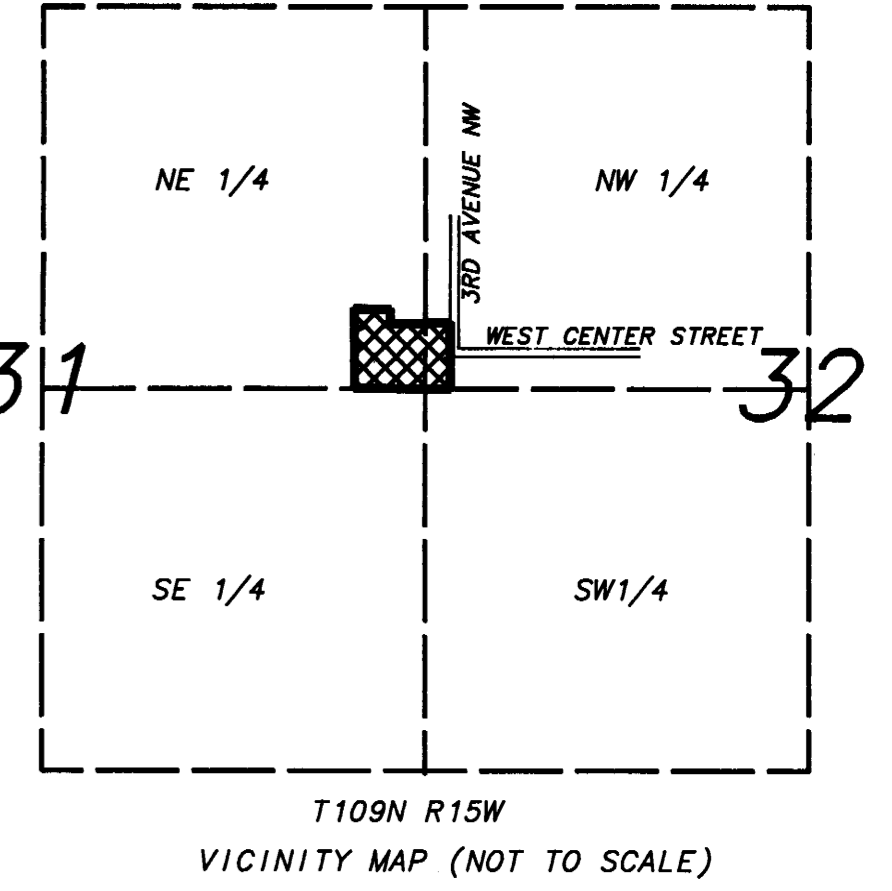 NE 1/4
NW 1/4
3RD AVENUE NW
WEST CENTER STREET
31
32
SE 1/4
SW1/4
T109N R15W
VICINITY MAP (NOT TO SCALE)